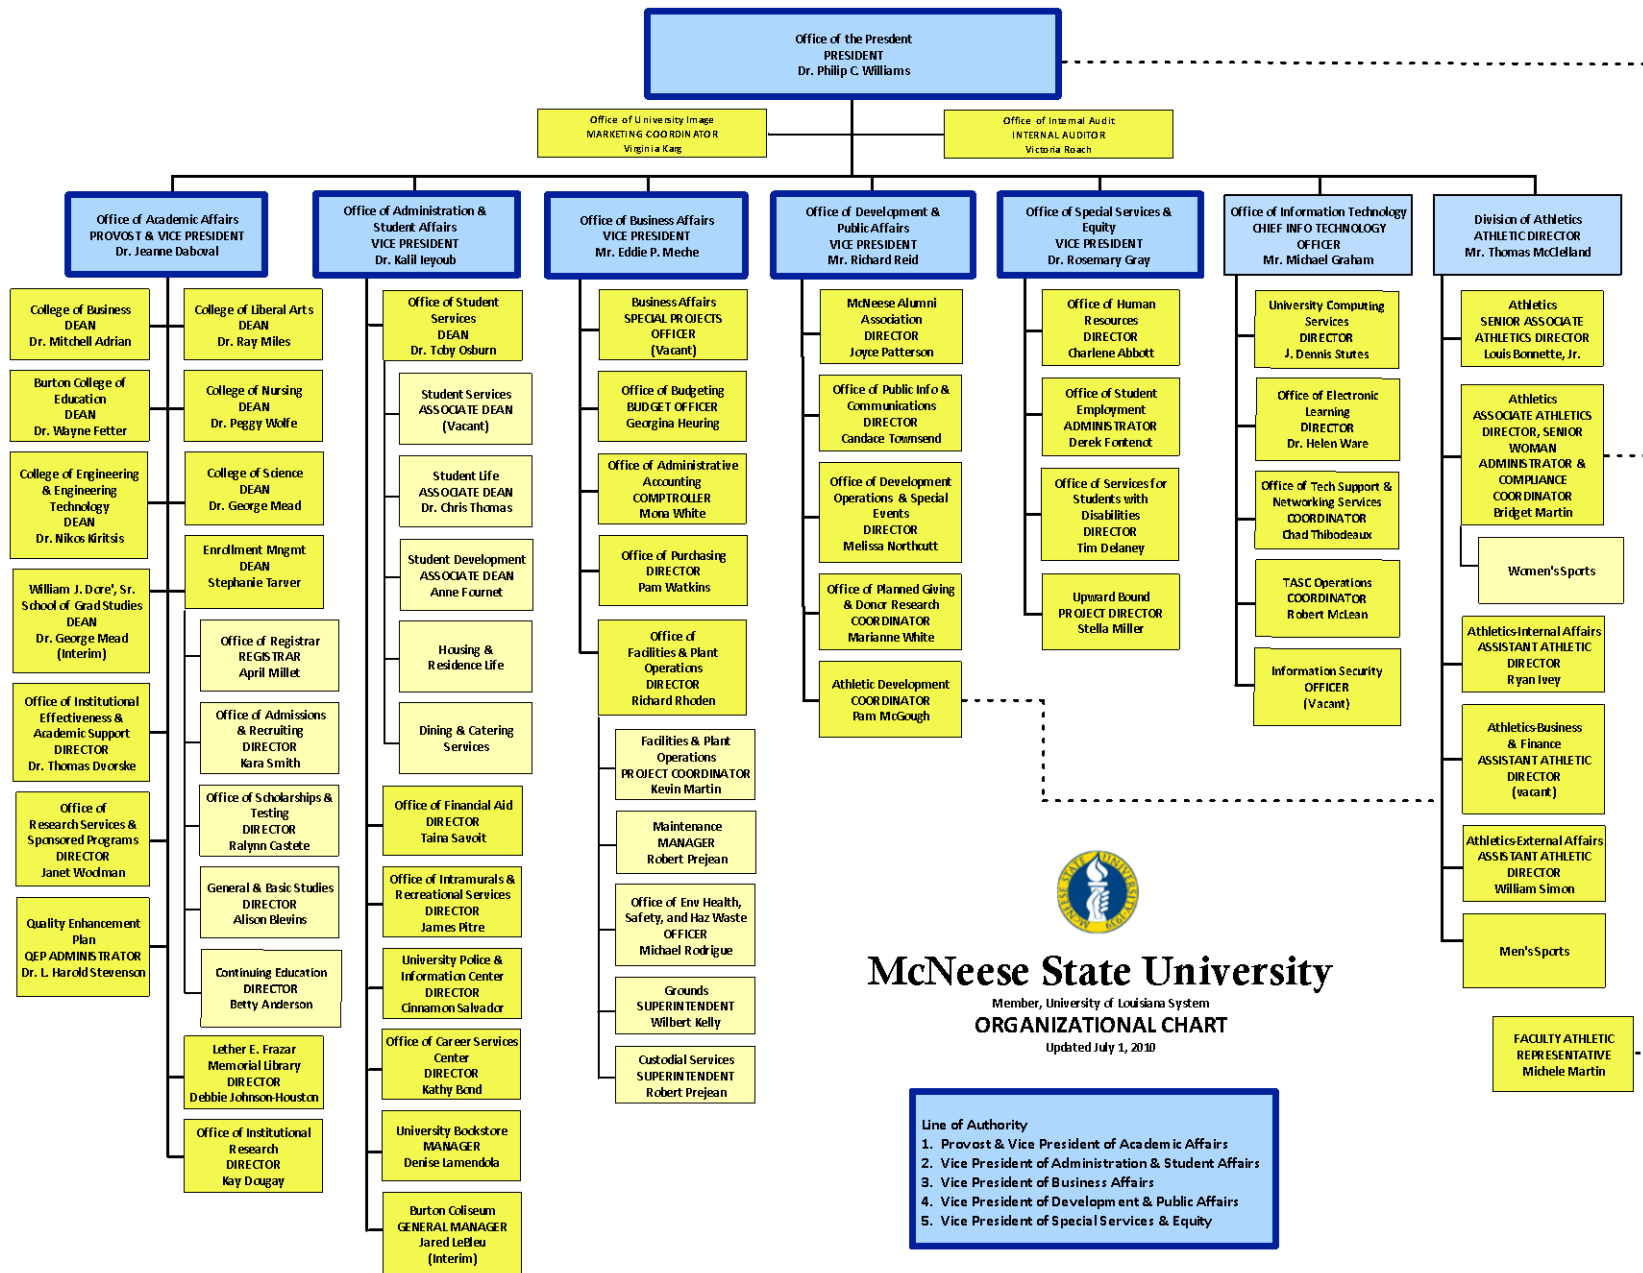 Office of the Presdent
PRESIDENT
Dr. Philip C. Williams
Office of University Image
MARKETING COORDINATOR
Virginia Karg
Office of Internal Audit
INTERNAL AUDITOR
Victoria Roach
Office of Academic Affairs
PROVOST & VICE PRESIDENT
Dr. Jeanne Daboval
Office of Administration &
Student Affairs
VICE PRESIDENT
Dr. Kalil Ieyoub
Office of Business Affairs
VICE PRESIDENT
Mr. Eddie P. Meche
Office of Development &
Public Affairs
VICE PRESIDENT
Mr. Richard Reid
Office of Special Services &
Equity
VICE PRESIDENT
Dr. Rosemary Gray
Office of Information Technology
CHIEF INFO TECHNOLOGY
OFFICER
Mr. Michael Graham
Division of Athletics
ATHLETIC DIRECTOR
Mr. Thomas McClelland
College of Business
DEAN
Dr. Mitchell Adrian
Burton College of
Education
DEAN
Dr. Wayne Fetter
College of Engineering
& Engineering
Technology
DEAN
Dr. Nikos Kiritsis
William J. Dore', Sr.
School of Grad Studies
DEAN
Dr. George Mead
(Interim)
Office of Institutional
Effectiveness &
Academic Support
DIRECTOR
Dr. Thomas Dvorske
Office of
Research Services &
Sponsored Programs
DIRECTOR
Janet Woolman
Quality Enhancement
Plan
QEP ADMINISTRATOR
Dr. L. Harold Stevenson
College of Liberal Arts
DEAN
Dr. Ray Miles
College of Nursing
DEAN
Dr. Peggy Wolfe
College of Science
DEAN
Dr. George Mead
Enrollment Mngmt
DEAN
Stephanie Tarver
Office of Registrar
REGISTRAR
April Millet
Office of Admissions
& Recruiting
DIRECTOR
Kara Smith
Office of Scholarships &
Testing
DIRECTOR
Ralynn Castete
General & Basic Studies
DIRECTOR
Alison Blevins
Continuing Education
DIRECTOR
Betty Anderson
Lether E. Frazar
Memorial Library
DIRECTOR
Debbie Johnson-Houston
Office of Institutional
Research
DIRECTOR
Kay Dougay
Office of Student
Services
DEAN
Dr. Toby Osburn
Student Services
ASSOCIATE DEAN
(Vacant)
Student Life
ASSOCIATE DEAN
Dr. Chris Thomas
Student Development
ASSOCIATE DEAN
Anne Fournet
Housing &
Residence Life
Dining & Catering
Services
Office of Financial Aid
DIRECTOR
Taina Savoit
Office of Intramurals &
Recreational Services
DIRECTOR
James Pitre
University Police &
Information Center
DIRECTOR
Cinnamon Salvador
Office of Career Services
Center
DIRECTOR
Kathy Bond
University Bookstore
MANAGER
Denise Lamendola
Burton Coliseum
GENERAL MANAGER
Jared LeBleu
(Interim)
Business Affairs
SPECIAL PROJECTS
OFFICER
(Vacant)
Office of Budgeting
BUDGET OFFICER
Georgina Heuring
Office of Administrative
Accounting
COMPTROLLER
Mona White
Office of Purchasing
DIRECTOR
Pam Watkins
Office of
Facilities & Plant
Operations
DIRECTOR
Richard Rhoden
Facilities & Plant
Operations
PROJECT COORDINATOR
Kevin Martin
Maintenance
MANAGER
Robert Prejean
Office of Env Health,
Safety, and Haz Waste
OFFICER
Michael Rodrigue
Grounds
SUPERINTENDENT
Wilbert Kelly
Custodial Services
SUPERINTENDENT
Robert Prejean
McNeese Alumni
Association
DIRECTOR
Joyce Patterson
Office of Public Info &
Communications
DIRECTOR
Candace Townsend
Office of Development
Operations & Special
Events
DIRECTOR
Melissa Northcutt
Office of Planned Giving
& Donor Research
COORDINATOR
Marianne White
Athletic Development
COORDINATOR
Pam McGough
Office of Human
Resources
DIRECTOR
Charlene Abbott
Office of Student
Employment
ADMINISTRATOR
Derek Fontenot
Office of Services for
Students with
Disabilities
DIRECTOR
Tim Delaney
Upward Bound
PROJECT DIRECTOR
Stella Miller
University Computing
Services
DIRECTOR
J. Dennis Stutes
Office of Electronic
Learning
DIRECTOR
Dr. Helen Ware
Office of Tech Support &
Networking Services
COORDINATOR
Chad Thibodeaux
TASC Operations
COORDINATOR
Robert McLean
Information Security
OFFICER
(Vacant)
Athletics
SENIOR ASSOCIATE
ATHLETICS DIRECTOR
Louis Bonnette, Jr.
Athletics
ASSOCIATE ATHLETICS
DIRECTOR, SENIOR
WOMAN
ADMINISTRATOR &
COMPLIANCE
COORDINATOR
Bridget Martin
Women's Sports
Athletics-Internal Affairs
ASSISTANT ATHLETIC
DIRECTOR
Ryan Ivey
Athletics-Business
& Finance
ASSISTANT ATHLETIC
DIRECTOR
(vacant)
Athletics-External Affairs
ASSISTANT ATHLETIC
DIRECTOR
William Simon
Men's Sports
FACULTY ATHLETIC
REPRESENTATIVE
Michele Martin
McNEESE STATE UNIVERSITY · 1939
McNeese State University
Member, University of Louisiana System
ORGANIZATIONAL CHART
Updated July 1, 2010
Line of Authority
1. Provost & Vice President of Academic Affairs
2. Vice President of Administration & Student Affairs
3. Vice President of Business Affairs
4. Vice President of Development & Public Affairs
5. Vice President of Special Services & Equity